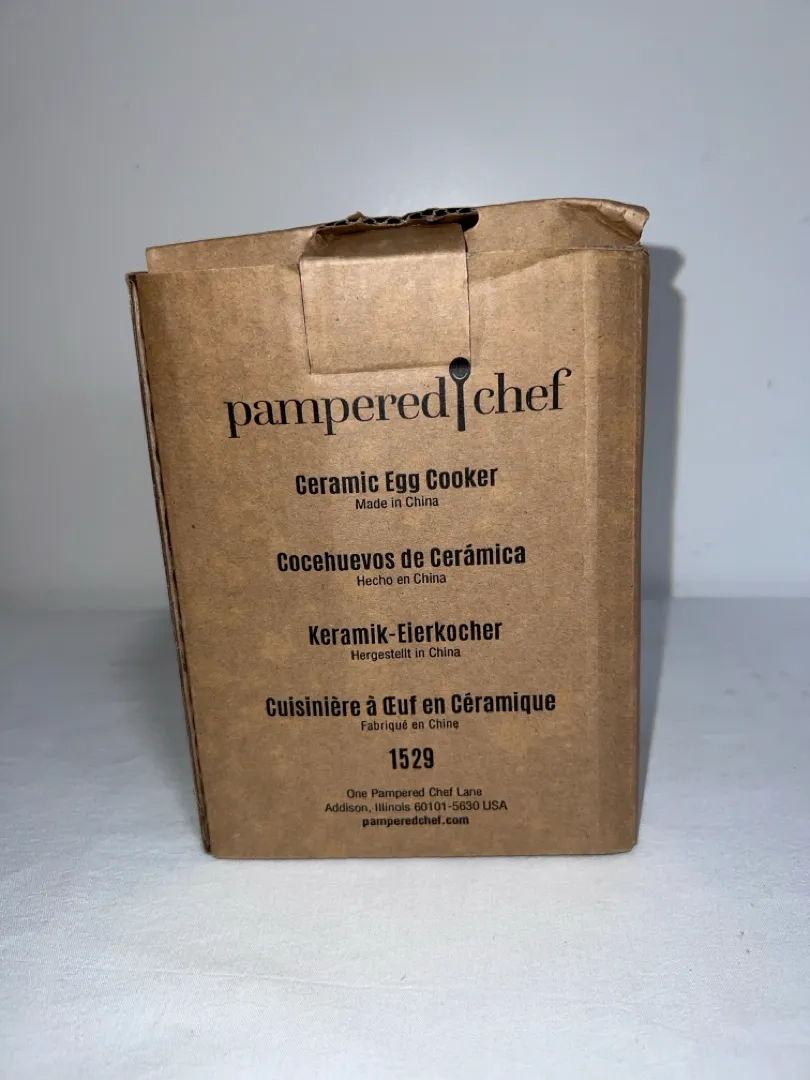 pampered chef
Ceramic Egg Cooker
Made in China
Cocehuevos de Cerámica
Hecho en China
Keramik-Eierkocher
Hergestellt in China
Cuisinière à Œuf en Céramique
Fabriqué en Chine
1529
One Pampered Chef Lane
Addison, Illinois 60101-5630 USA
pamperedchef.com